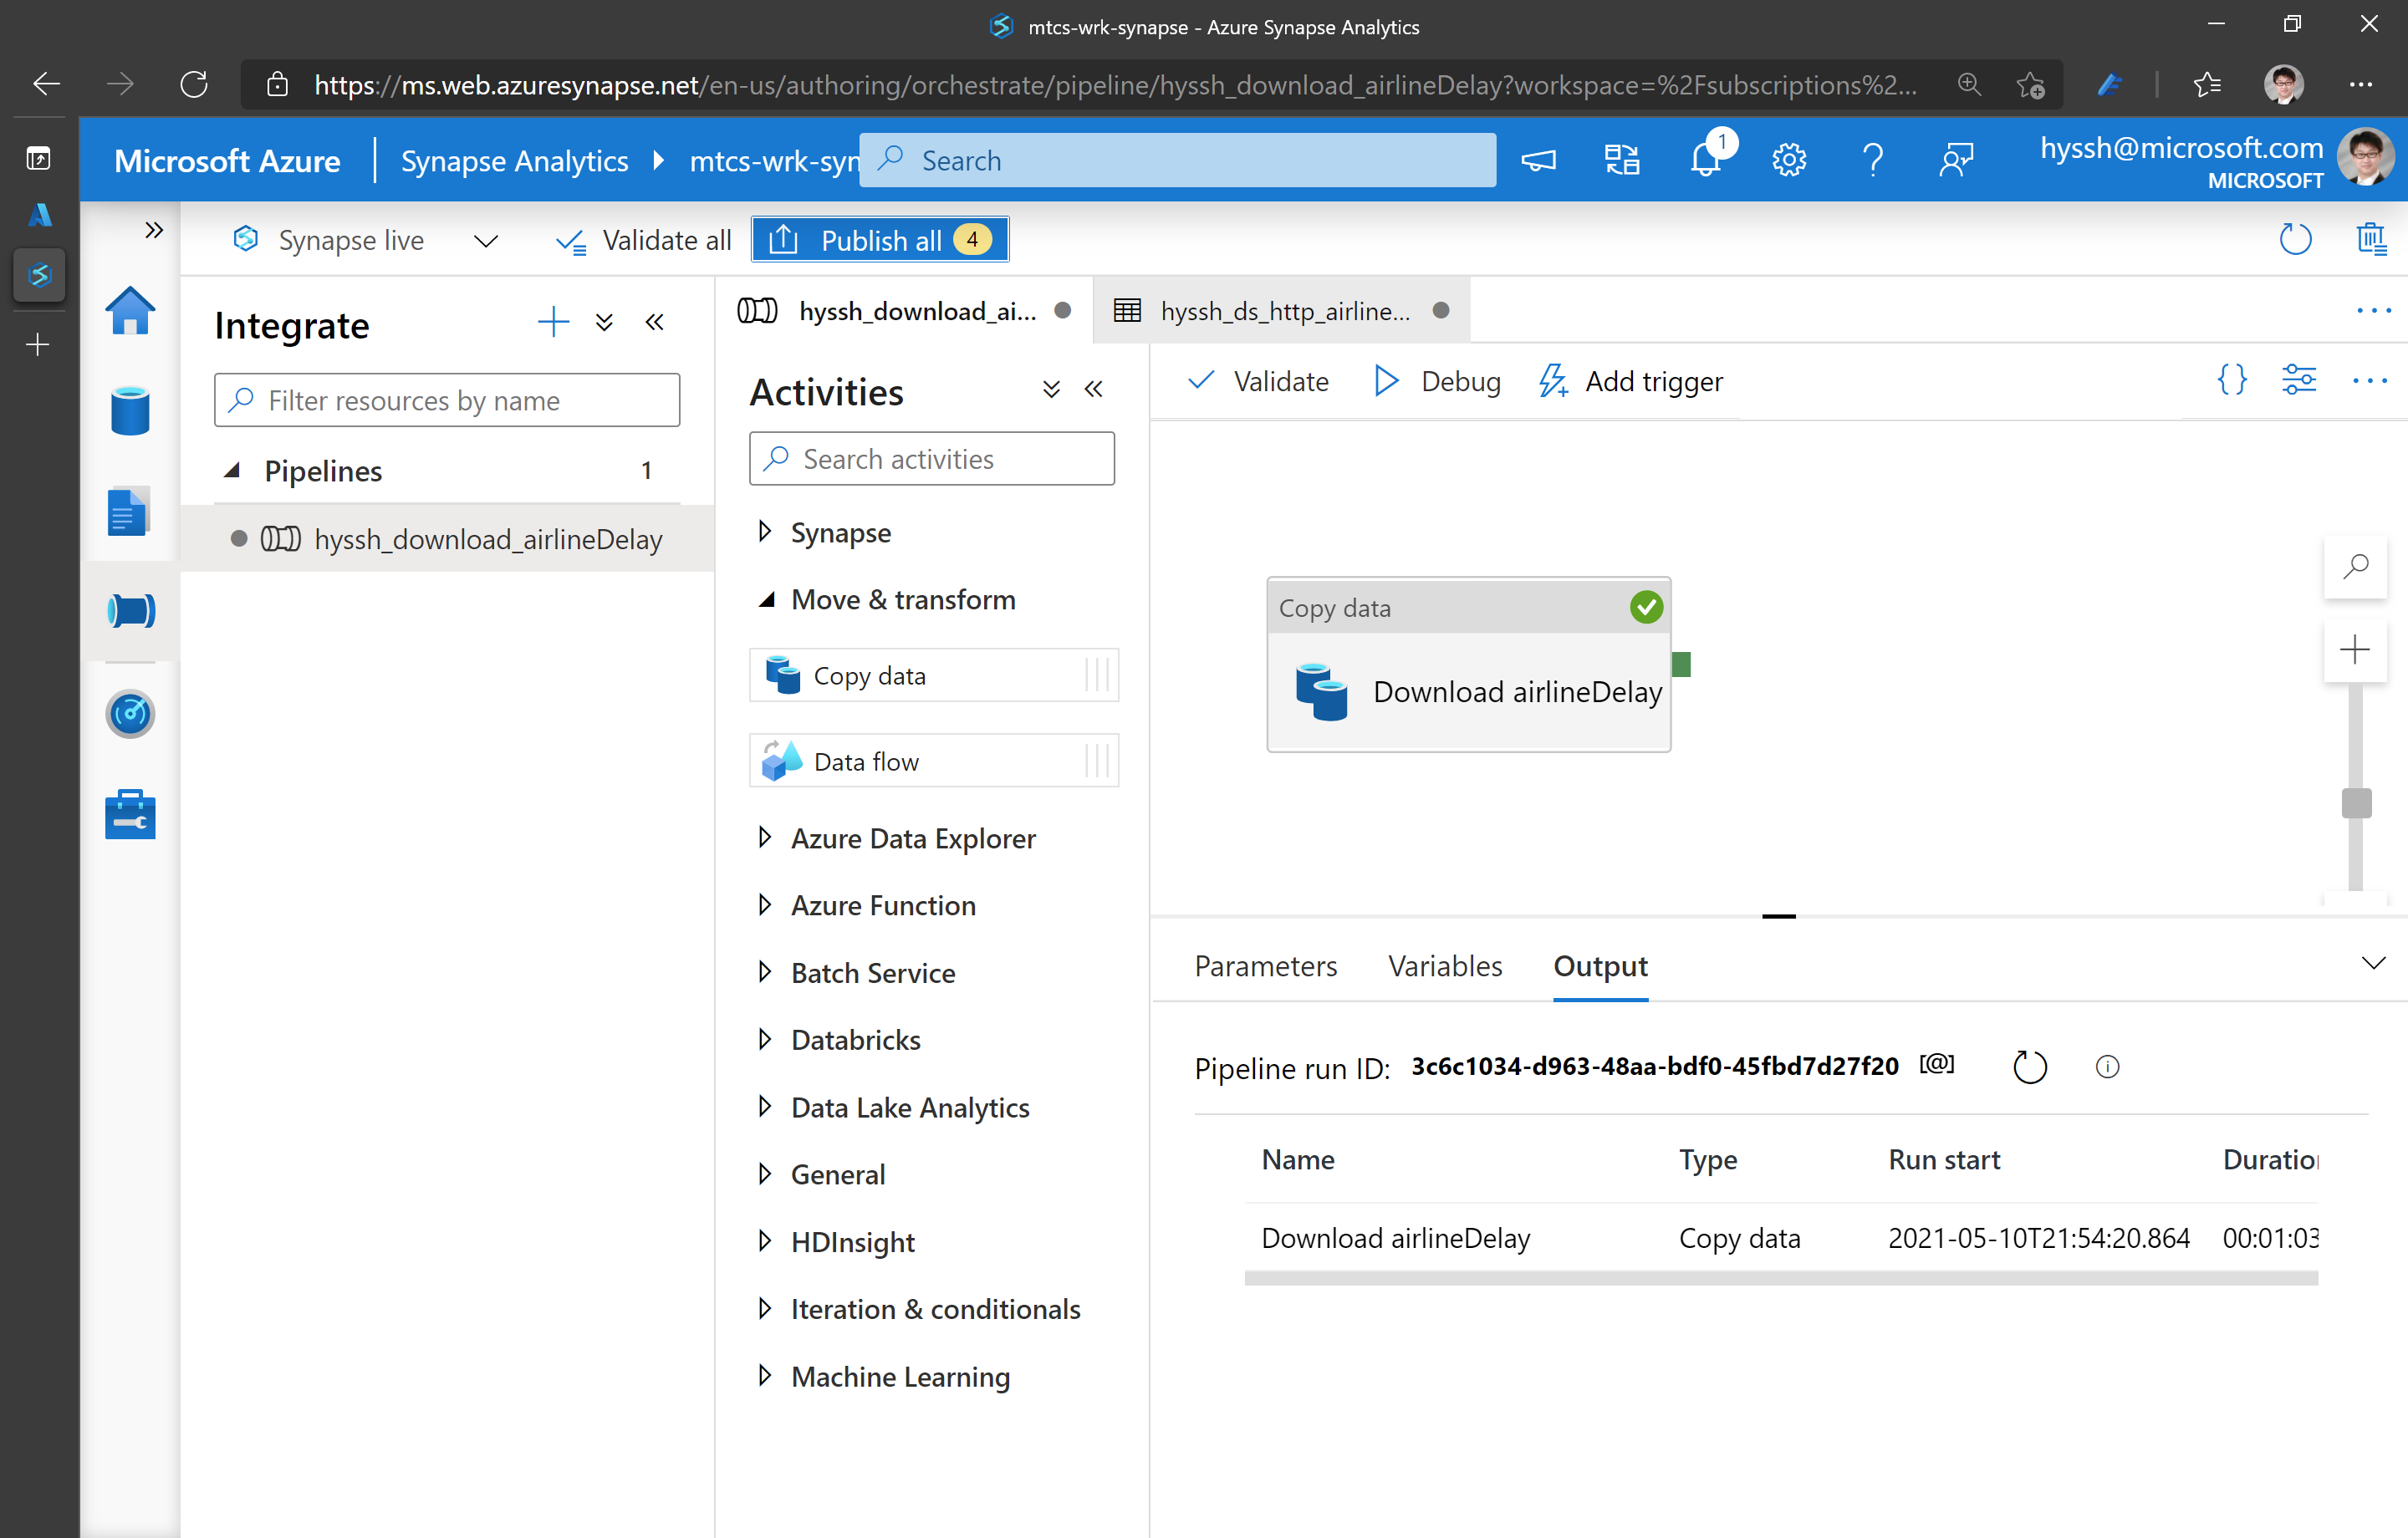 mtcs-wrk-synapse - Azure Synapse Analytics
https://ms.web.azuresynapse.net/en-us/authoring/orchestrate/pipeline/hyssh_download_airlineDelay?workspace=%2Fsubscriptions%2...
Microsoft Azure
Synapse Analytics
mtcs-wrk-syn
Search
1
hyssh@microsoft.com
MICROSOFT
Synapse live
Validate all
Publish all 4
Integrate
Filter resources by name
Pipelines 1
hyssh_download_airlineDelay
hyssh_download_ai...
hyssh_ds_http_airline...
Activities
Search activities
Synapse
Move & transform
Copy data
Data flow
Azure Data Explorer
Azure Function
Batch Service
Databricks
Data Lake Analytics
General
HDInsight
Iteration & conditionals
Machine Learning
Validate
Debug
Add trigger
{}
Copy data
Download airlineDelay
Parameters
Variables
Output
Pipeline run ID: 3c6c1034-d963-48aa-bdf0-45fbd7d27f20 [@]
Name Type Run start Duration
Download airlineDelay Copy data 2021-05-10T21:54:20.864 00:01:03